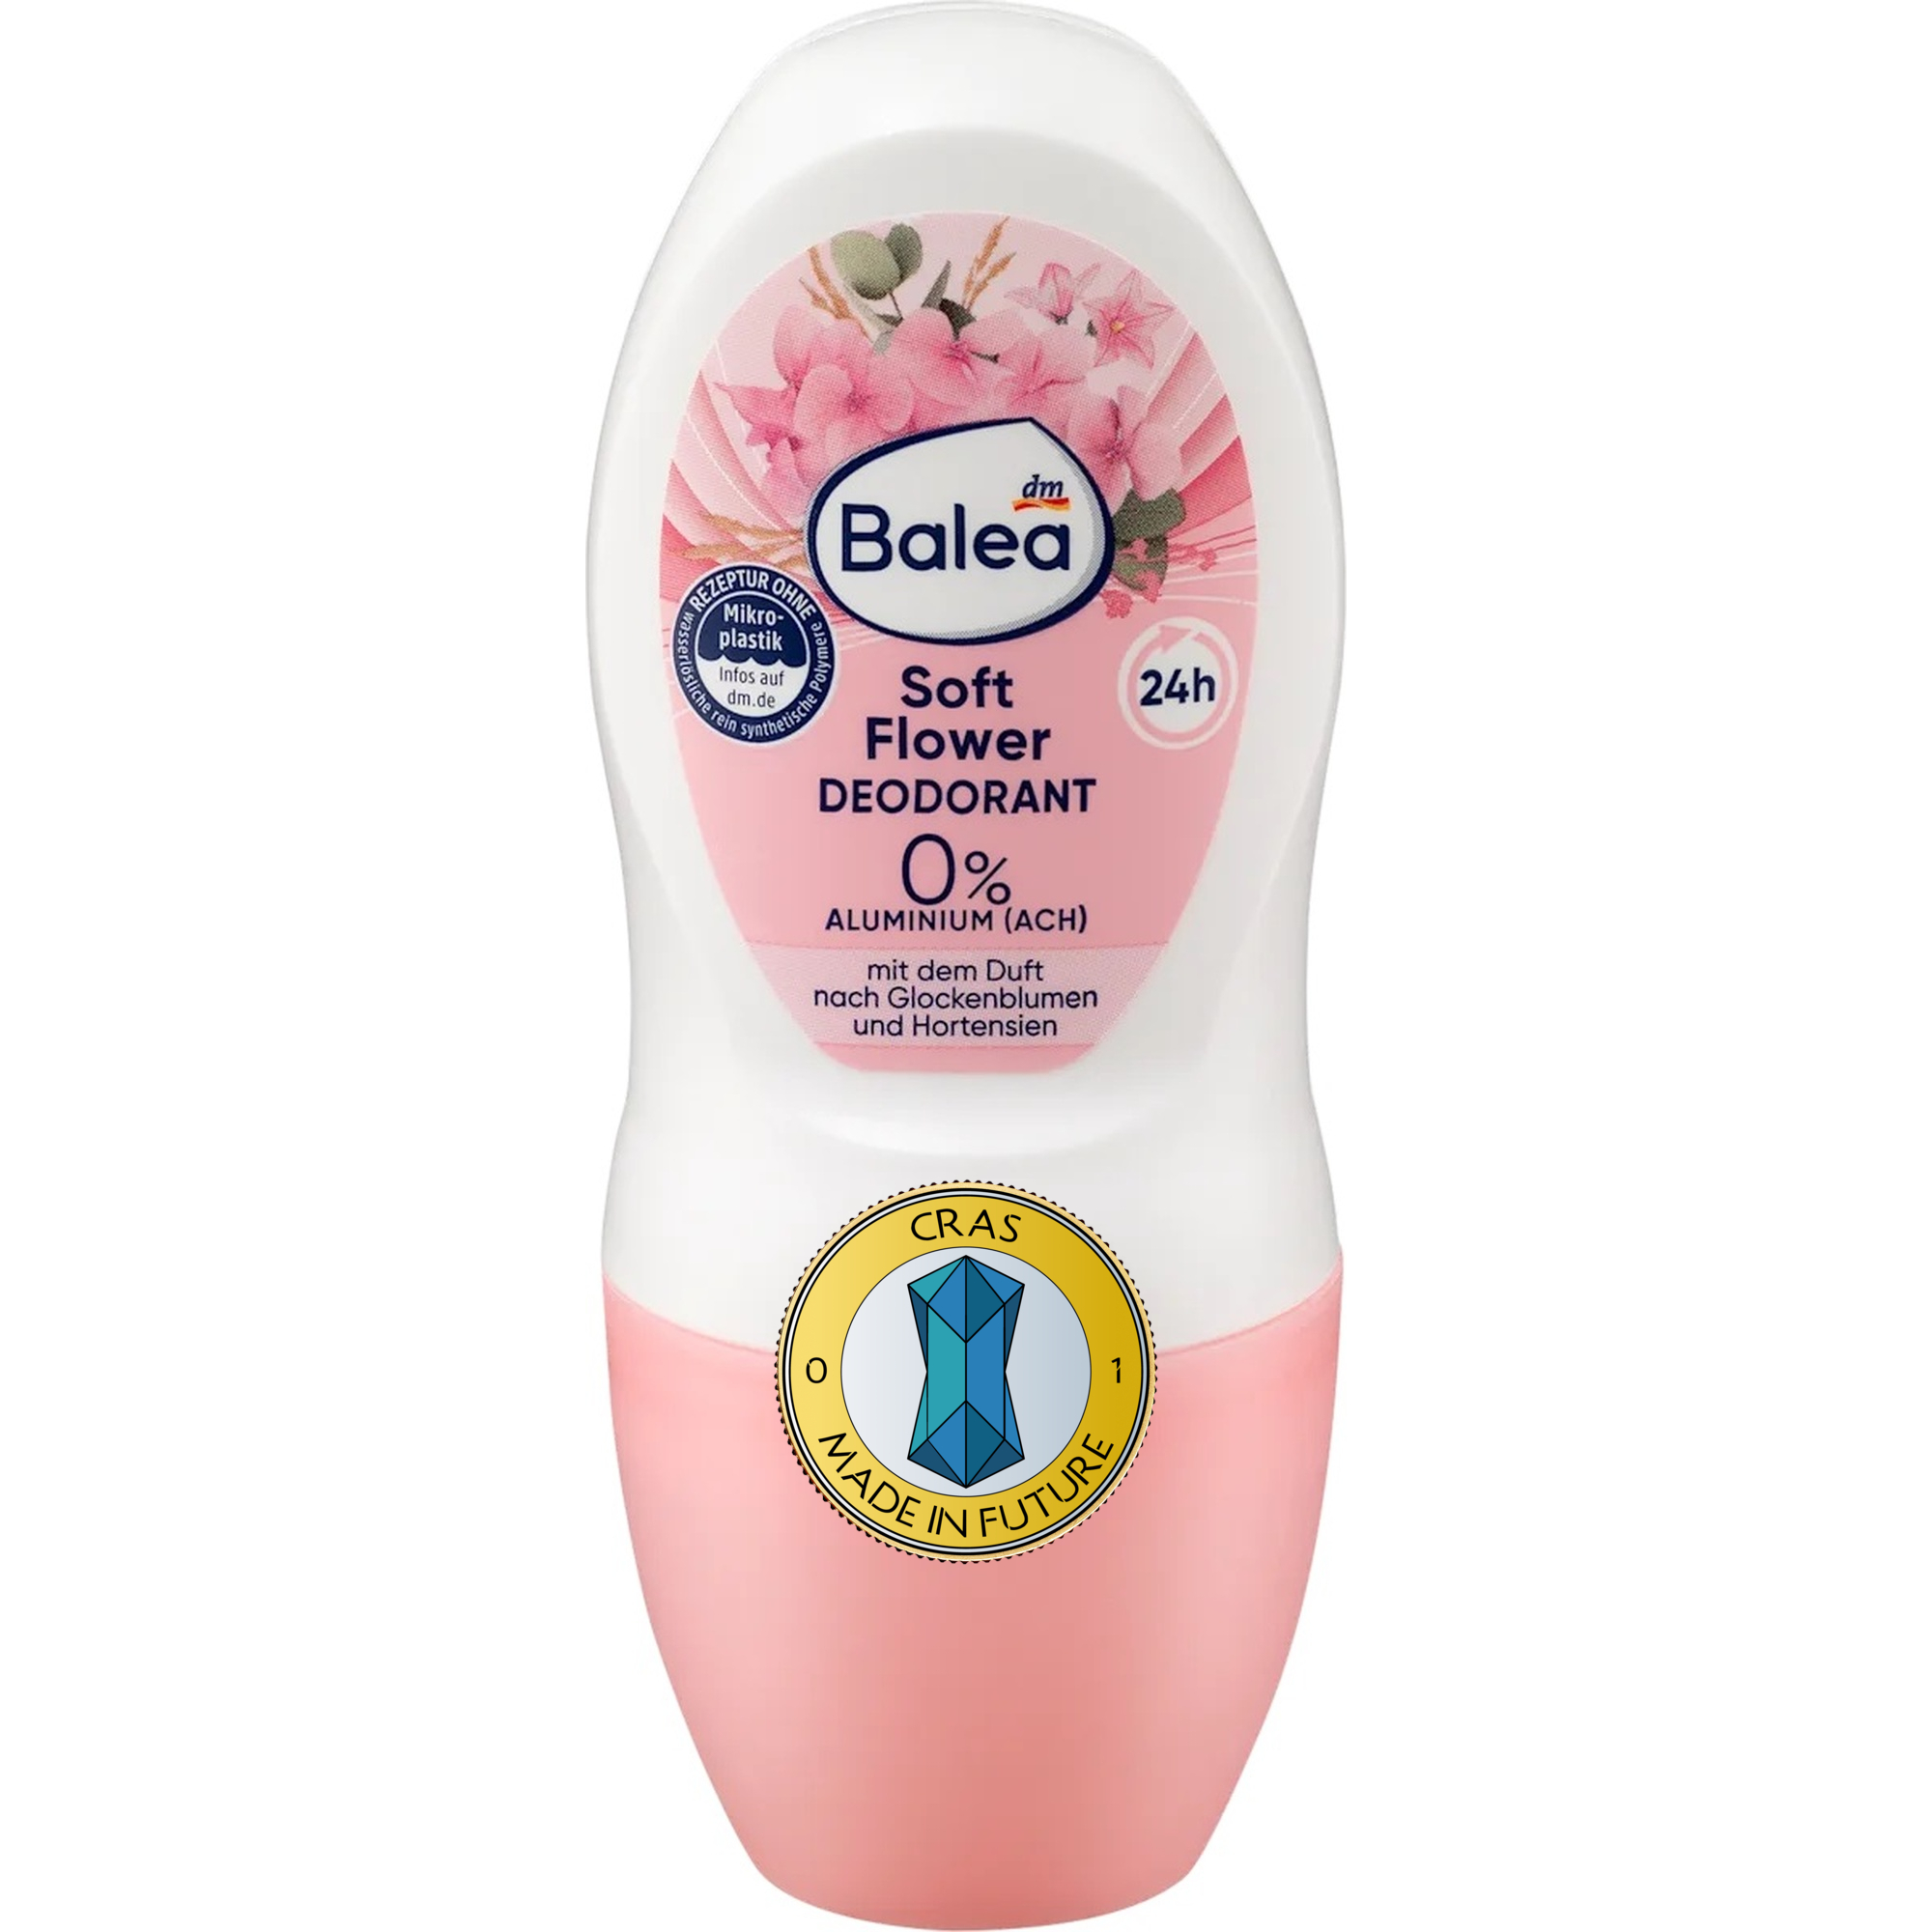 dm
Balea
REZEPTUR OHNE
Mikro-
plastik
Infos auf
dm.de
wasserlösliche rein synthetische Polymere
24h
Soft
Flower
DEODORANT
0%
ALUMINIUM (ACH)
mit dem Duft
nach Glockenblumen
und Hortensien
CRAS
0 1
MADE IN FUTURE